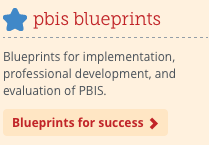 pbis blueprints
Blueprints for implementation,
professional development, and
evaluation of PBIS.
Blueprints for success